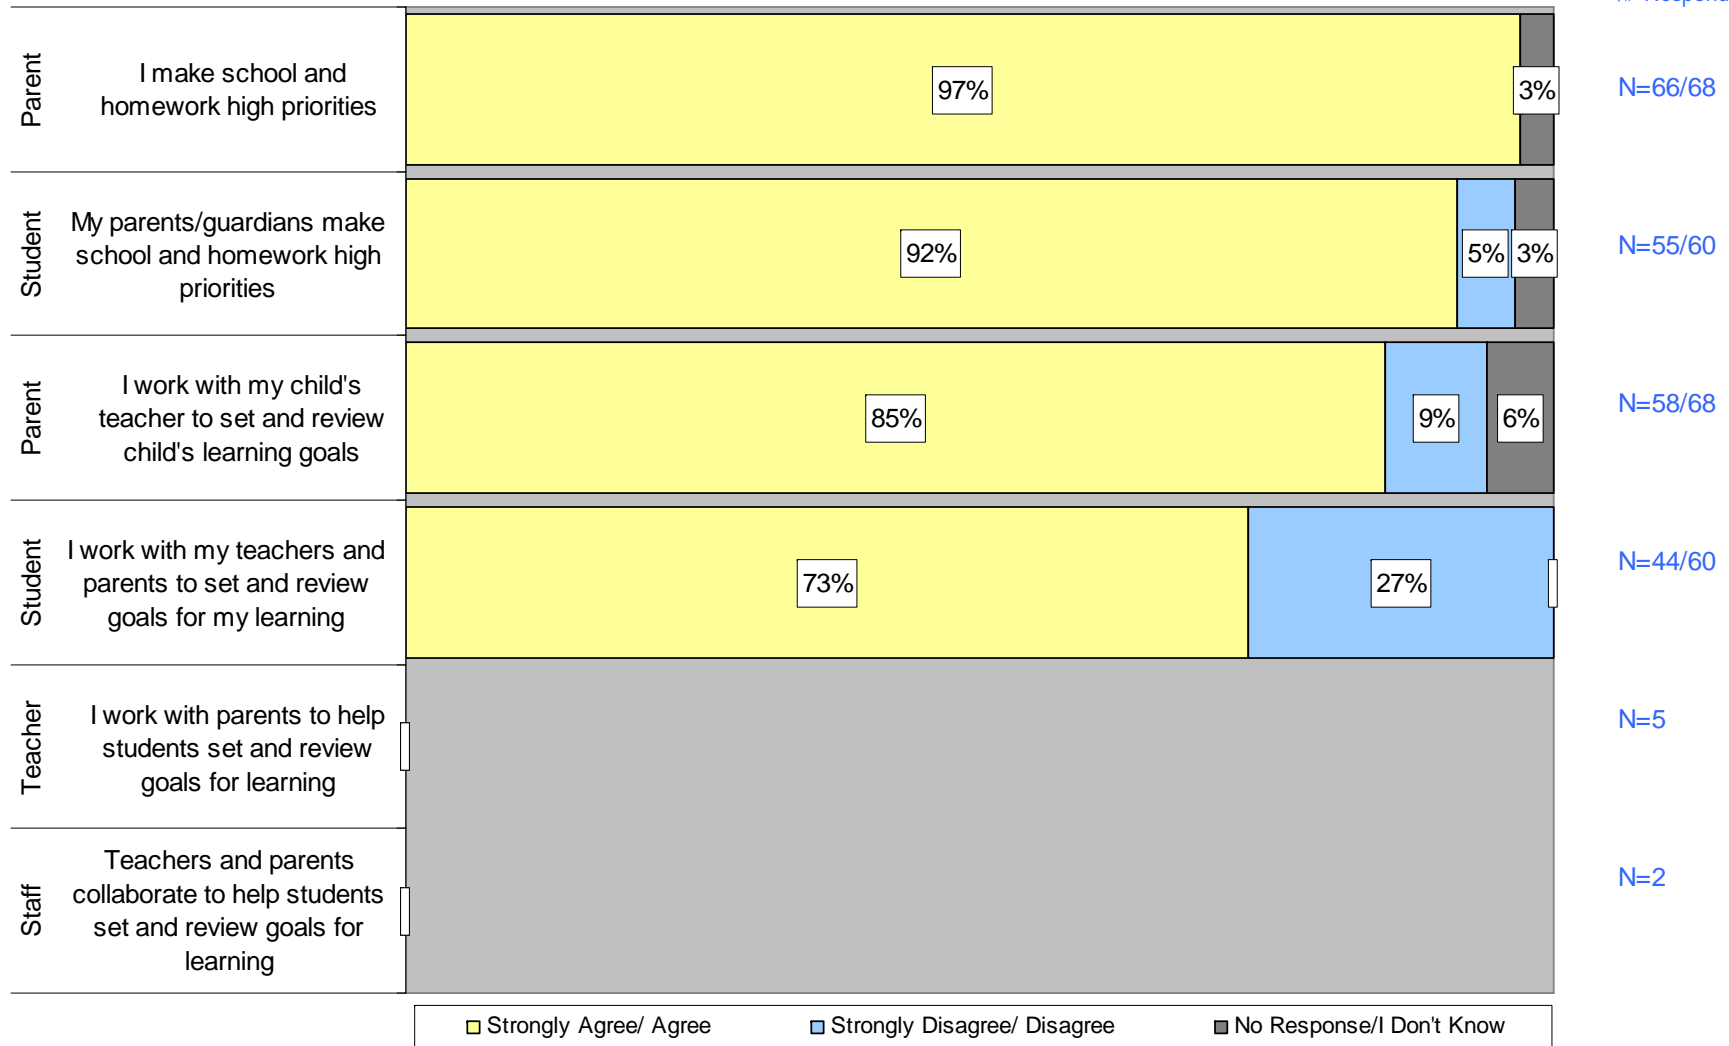 Parent
I make school and
homework high priorities
97%
3%
N=66/68
Student
My parents/guardians make
school and homework high
priorities
92%
5%
3%
N=55/60
Parent
I work with my child's
teacher to set and review
child's learning goals
85%
9%
6%
N=58/68
Student
I work with my teachers and
parents to set and review
goals for my learning
73%
27%
N=44/60
Teacher
I work with parents to help
students set and review
goals for learning
N=5
Staff
Teachers and parents
collaborate to help students
set and review goals for
learning
N=2
Strongly Agree/ Agree
Strongly Disagree/ Disagree
No Response/I Don't Know